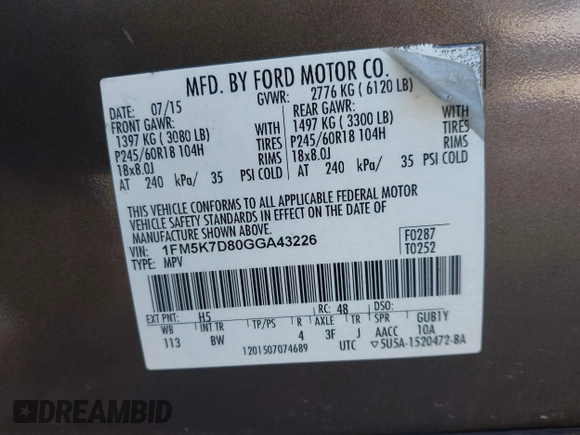 MFD. BY FORD MOTOR CO.
DATE: 07/15 GVWR: 2776 KG ( 6120 LB)
FRONT GAWR: REAR GAWR:
1397 KG ( 3080 LB) WITH 1497 KG ( 3300 LB) WITH
P245/60R18 104H TIRES P245/60R18 104H TIRES
18x8.0J RIMS 18x8.0J RIMS
AT 240 kPa/ 35 PSI COLD AT 240 kPa/ 35 PSI COLD
THIS VEHICLE CONFORMS TO ALL APPLICABLE FEDERAL MOTOR
VEHICLE SAFETY STANDARDS IN EFFECT ON THE DATE OF
MANUFACTURE SHOWN ABOVE.
VIN: 1FM5K7D80GGA43226 F0287
TYPE: MPV T0252
EXT PNT: H5 RC: 48 DSO:
WB INT TR TP/PS R AXLE TR SPR GUB1Y
113 BW 4 3F J AACC 10A
1201507074689 UTC ▽5U5A-1520472-BA
DREAMBID